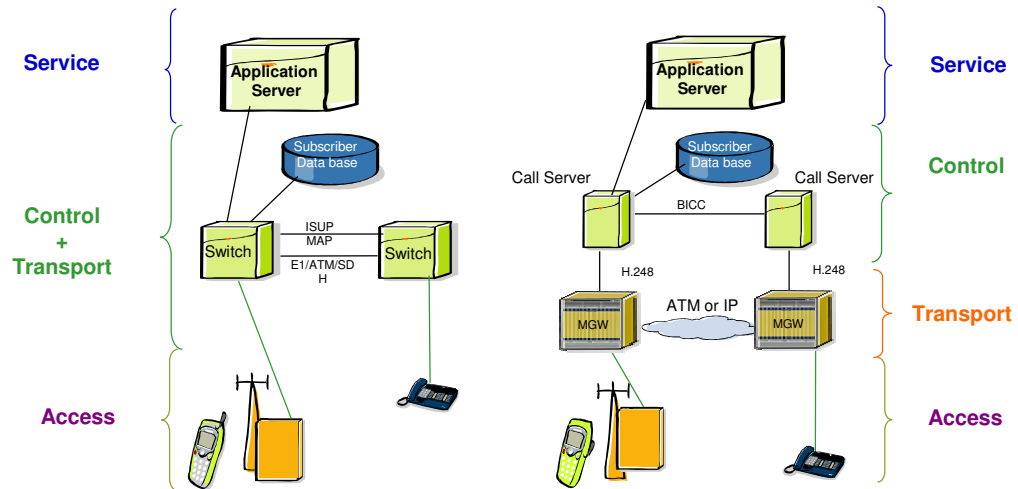 Service
Application
Server
Subscriber
Data base
Control
+
Transport
Switch
ISUP
MAP
E1/ATM/SD
H
Switch
Access
Application
Server
Service
Subscriber
Data base
Call Server
Call Server
Control
BICC
H.248
H.248
MGW
ATM or IP
MGW
Transport
Access